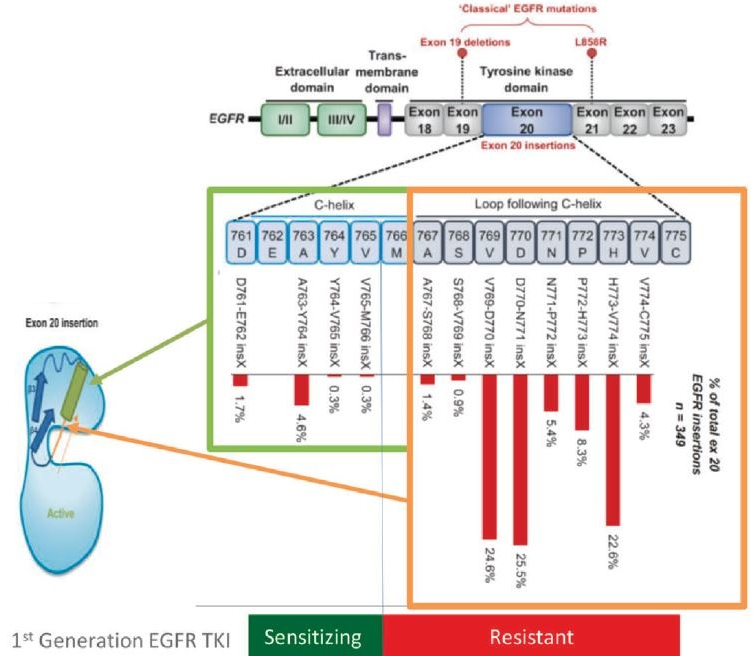 ‘Classical’ EGFR mutations
Exon 19 deletions
L858R
Trans-
membrane
domain
Extracellular
domain
Tyrosine kinase
domain
EGFR
I/II
III/IV
Exon
18
Exon
19
Exon
20
Exon
21
Exon
22
Exon
23
Exon 20 insertions
C-helix
Loop following C-helix
761
D
762
E
763
A
764
Y
765
V
766
M
767
A
768
S
769
V
770
D
771
N
772
P
773
H
774
V
775
C
D761-E762 insX
A763-Y764 insX
Y764-V765 insX
V765-M766 insX
A767-S768 insX
S768-V769 insX
V769-D770 insX
D770-N771 insX
N771-P772 insX
P772-H773 insX
H773-V774 insX
V774-C775 insX
1.7%
4.6%
0.3%
0.3%
1.4%
0.9%
24.6%
25.5%
5.4%
8.3%
22.6%
4.3%
% of total ex 20
EGFR insertions
n = 349
Exon 20 insertion
β3
Active
1st Generation EGFR TKI
Sensitizing
Resistant